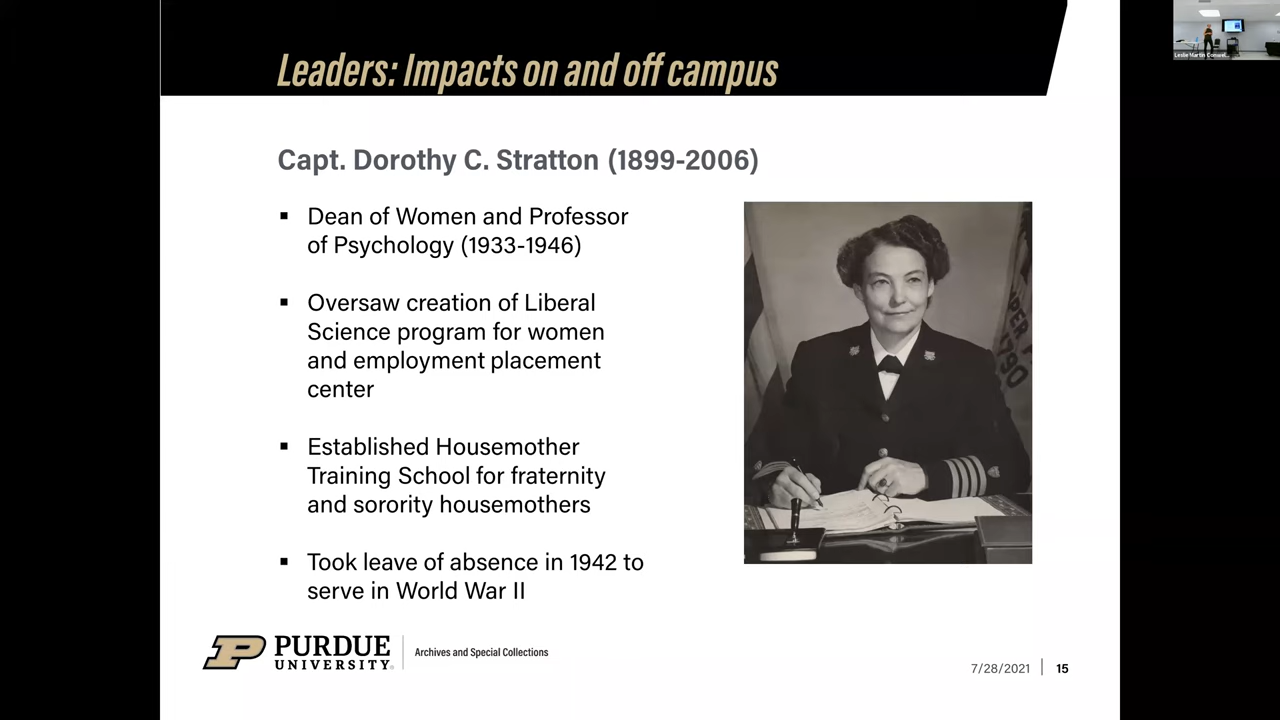 Leaders: Impacts on and off campus
Capt. Dorothy C. Stratton (1899-2006)
▪ Dean of Women and Professor
of Psychology (1933-1946)
▪ Oversaw creation of Liberal
Science program for women
and employment placement
center
▪ Established Housemother
Training School for fraternity
and sorority housemothers
▪ Took leave of absence in 1942 to
serve in World War II
1790
P PURDUE
UNIVERSITY®
Archives and Special Collections
7/28/2021 | 15